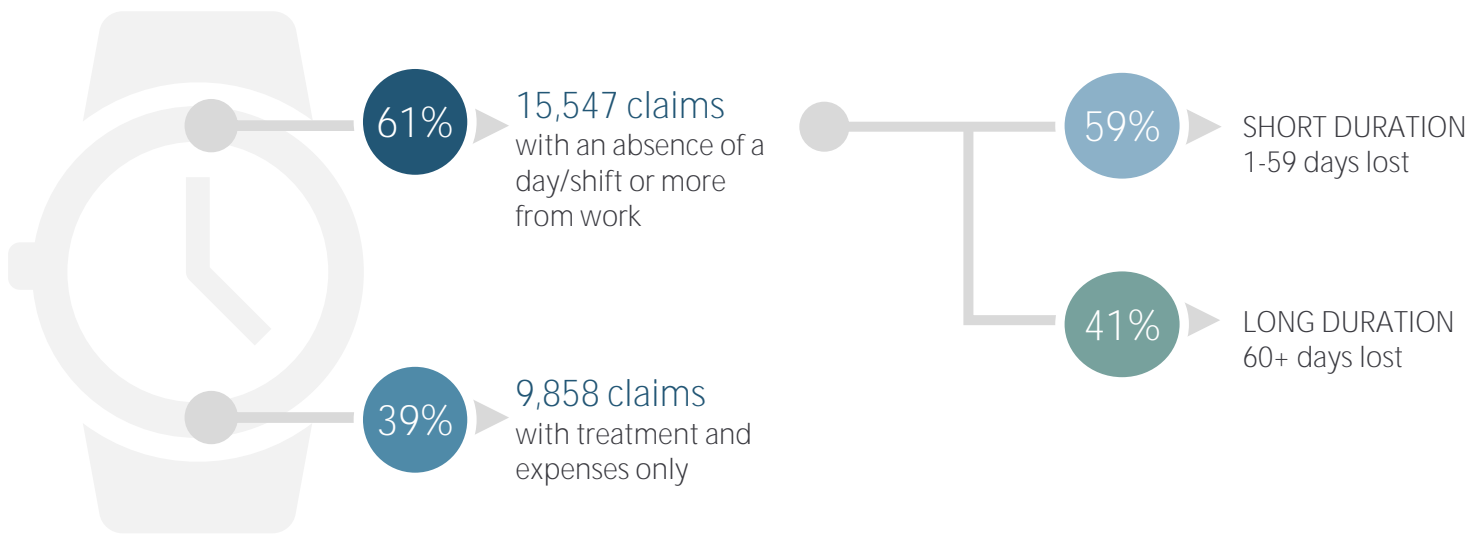 61%
15,547 claims
with an absence of a
day/shift or more
from work
59%
SHORT DURATION
1-59 days lost
41%
LONG DURATION
60+ days lost
39%
9,858 claims
with treatment and
expenses only